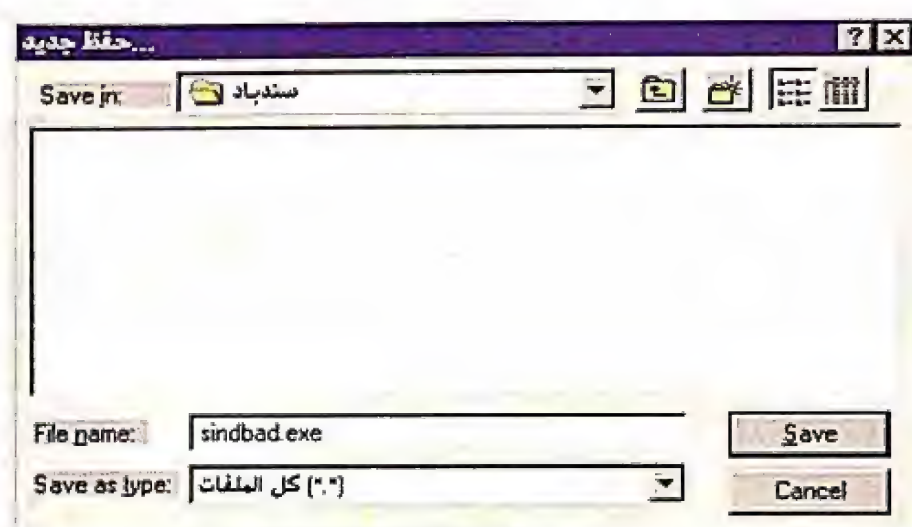 حفظ جديد...
Save in: سندباد
File name: sindbad.exe
Save
Save as type: كل الملفات (*.*)
Cancel